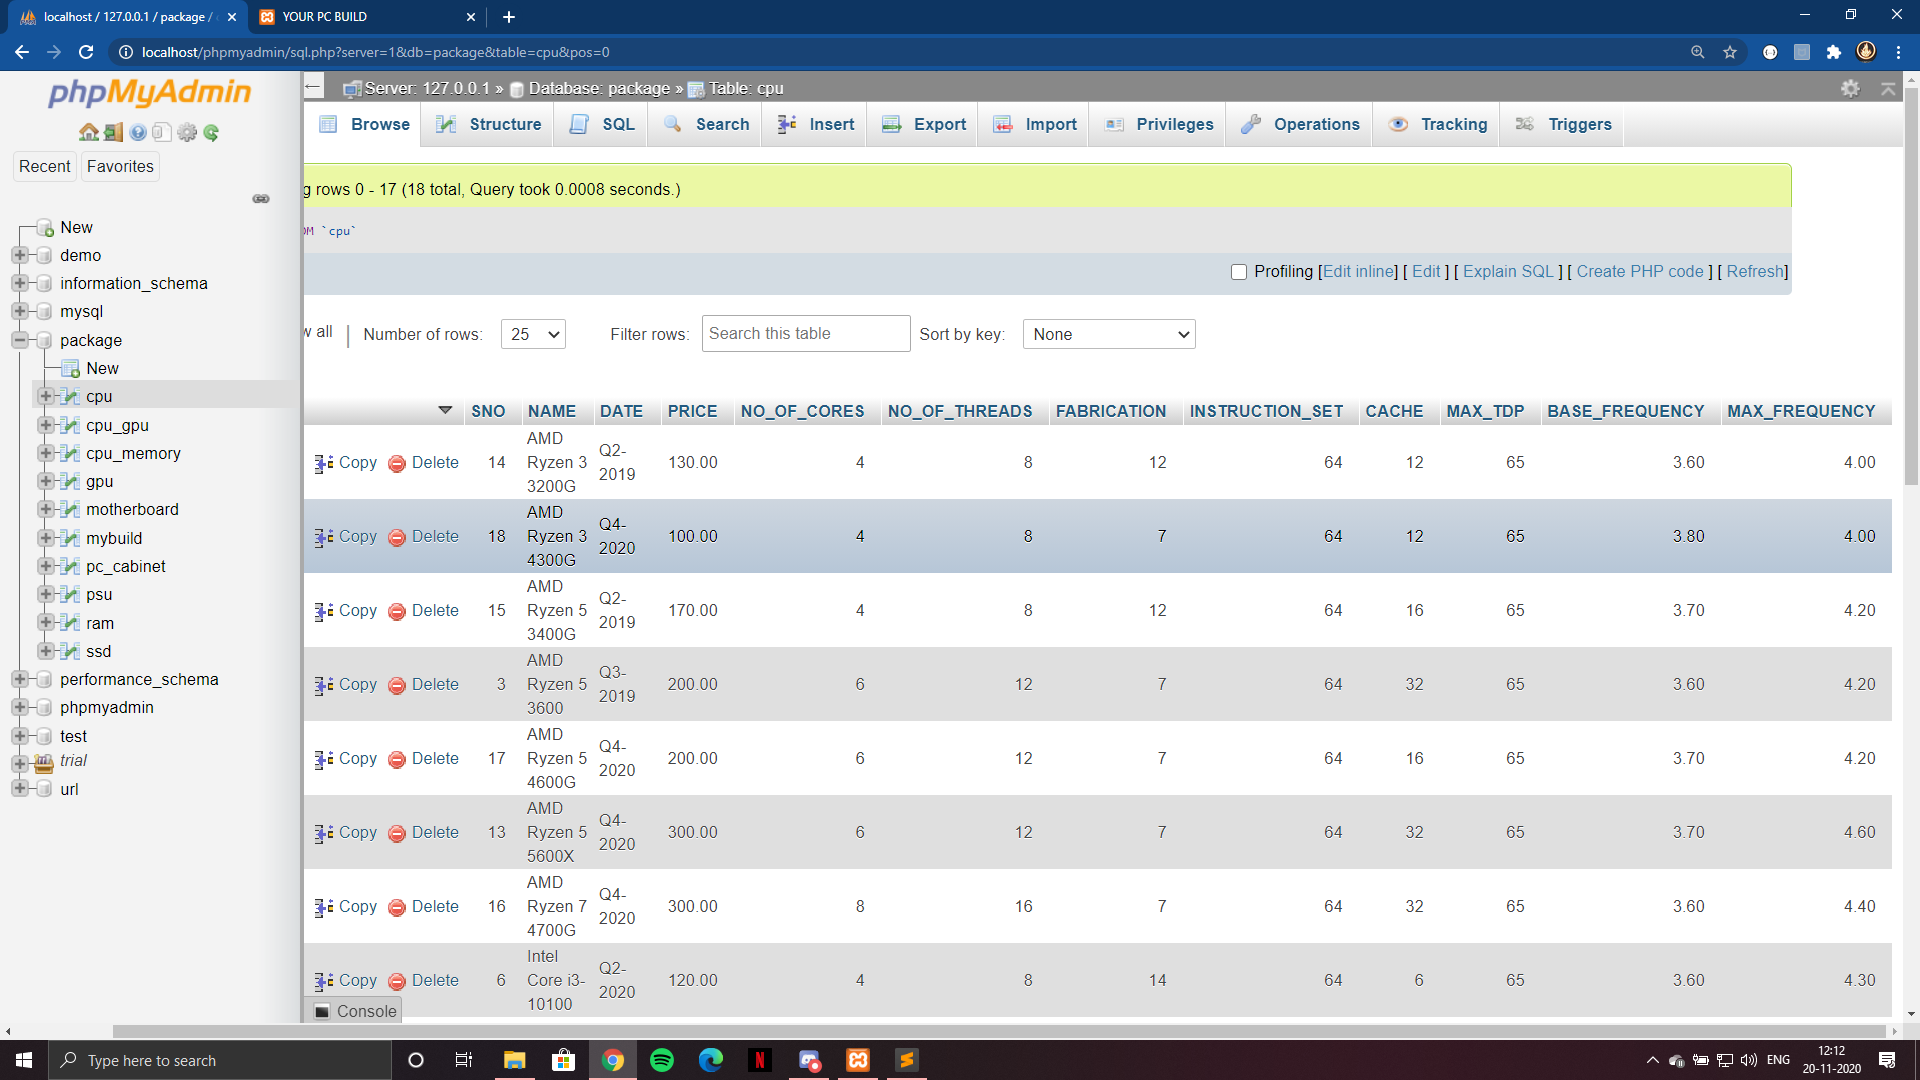 localhost / 127.0.0.1 / package /
YOUR PC BUILD
localhost/phpmyadmin/sql.php?server=1&db=package&table=cpu&pos=0
phpMyAdmin
Recent
Favorites
New
demo
information_schema
mysql
package
New
cpu
cpu_gpu
cpu_memory
gpu
motherboard
mybuild
pc_cabinet
psu
ram
ssd
performance_schema
phpmyadmin
test
trial
url
Server: 127.0.0.1 » Database: package » Table: cpu
Browse Structure SQL Search Insert Export Import Privileges Operations Tracking Triggers
g rows 0 - 17 (18 total, Query took 0.0008 seconds.)
OM `cpu`
Profiling [Edit inline] [ Edit ] [ Explain SQL ] [ Create PHP code ] [ Refresh]
w all | Number of rows: 25 Filter rows: Search this table Sort by key: None
SNO NAME DATE PRICE NO_OF_CORES NO_OF_THREADS FABRICATION INSTRUCTION_SET CACHE MAX_TDP BASE_FREQUENCY MAX_FREQUENCY
Copy Delete 14 AMD Ryzen 3 3200G Q2-2019 130.00 4 8 12 64 12 65 3.60 4.00
Copy Delete 18 AMD Ryzen 3 4300G Q4-2020 100.00 4 8 7 64 12 65 3.80 4.00
Copy Delete 15 AMD Ryzen 5 3400G Q2-2019 170.00 4 8 12 64 16 65 3.70 4.20
Copy Delete 3 AMD Ryzen 5 3600 Q3-2019 200.00 6 12 7 64 32 65 3.60 4.20
Copy Delete 17 AMD Ryzen 5 4600G Q4-2020 200.00 6 12 7 64 16 65 3.70 4.20
Copy Delete 13 AMD Ryzen 5 5600X Q4-2020 300.00 6 12 7 64 32 65 3.70 4.60
Copy Delete 16 AMD Ryzen 7 4700G Q4-2020 300.00 8 16 7 64 32 65 3.60 4.40
Copy Delete 6 Intel Core i3-10100 Q2-2020 120.00 4 8 14 64 6 65 3.60 4.30
Console
Type here to search
ENG
12:12
20-11-2020